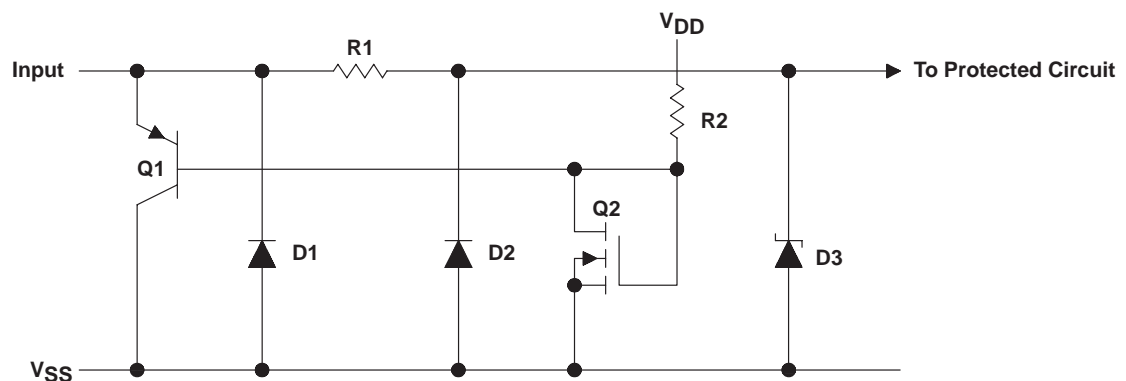 VDD
R1
Input
To Protected Circuit
R2
Q1
Q2
D1
D2
D3
VSS